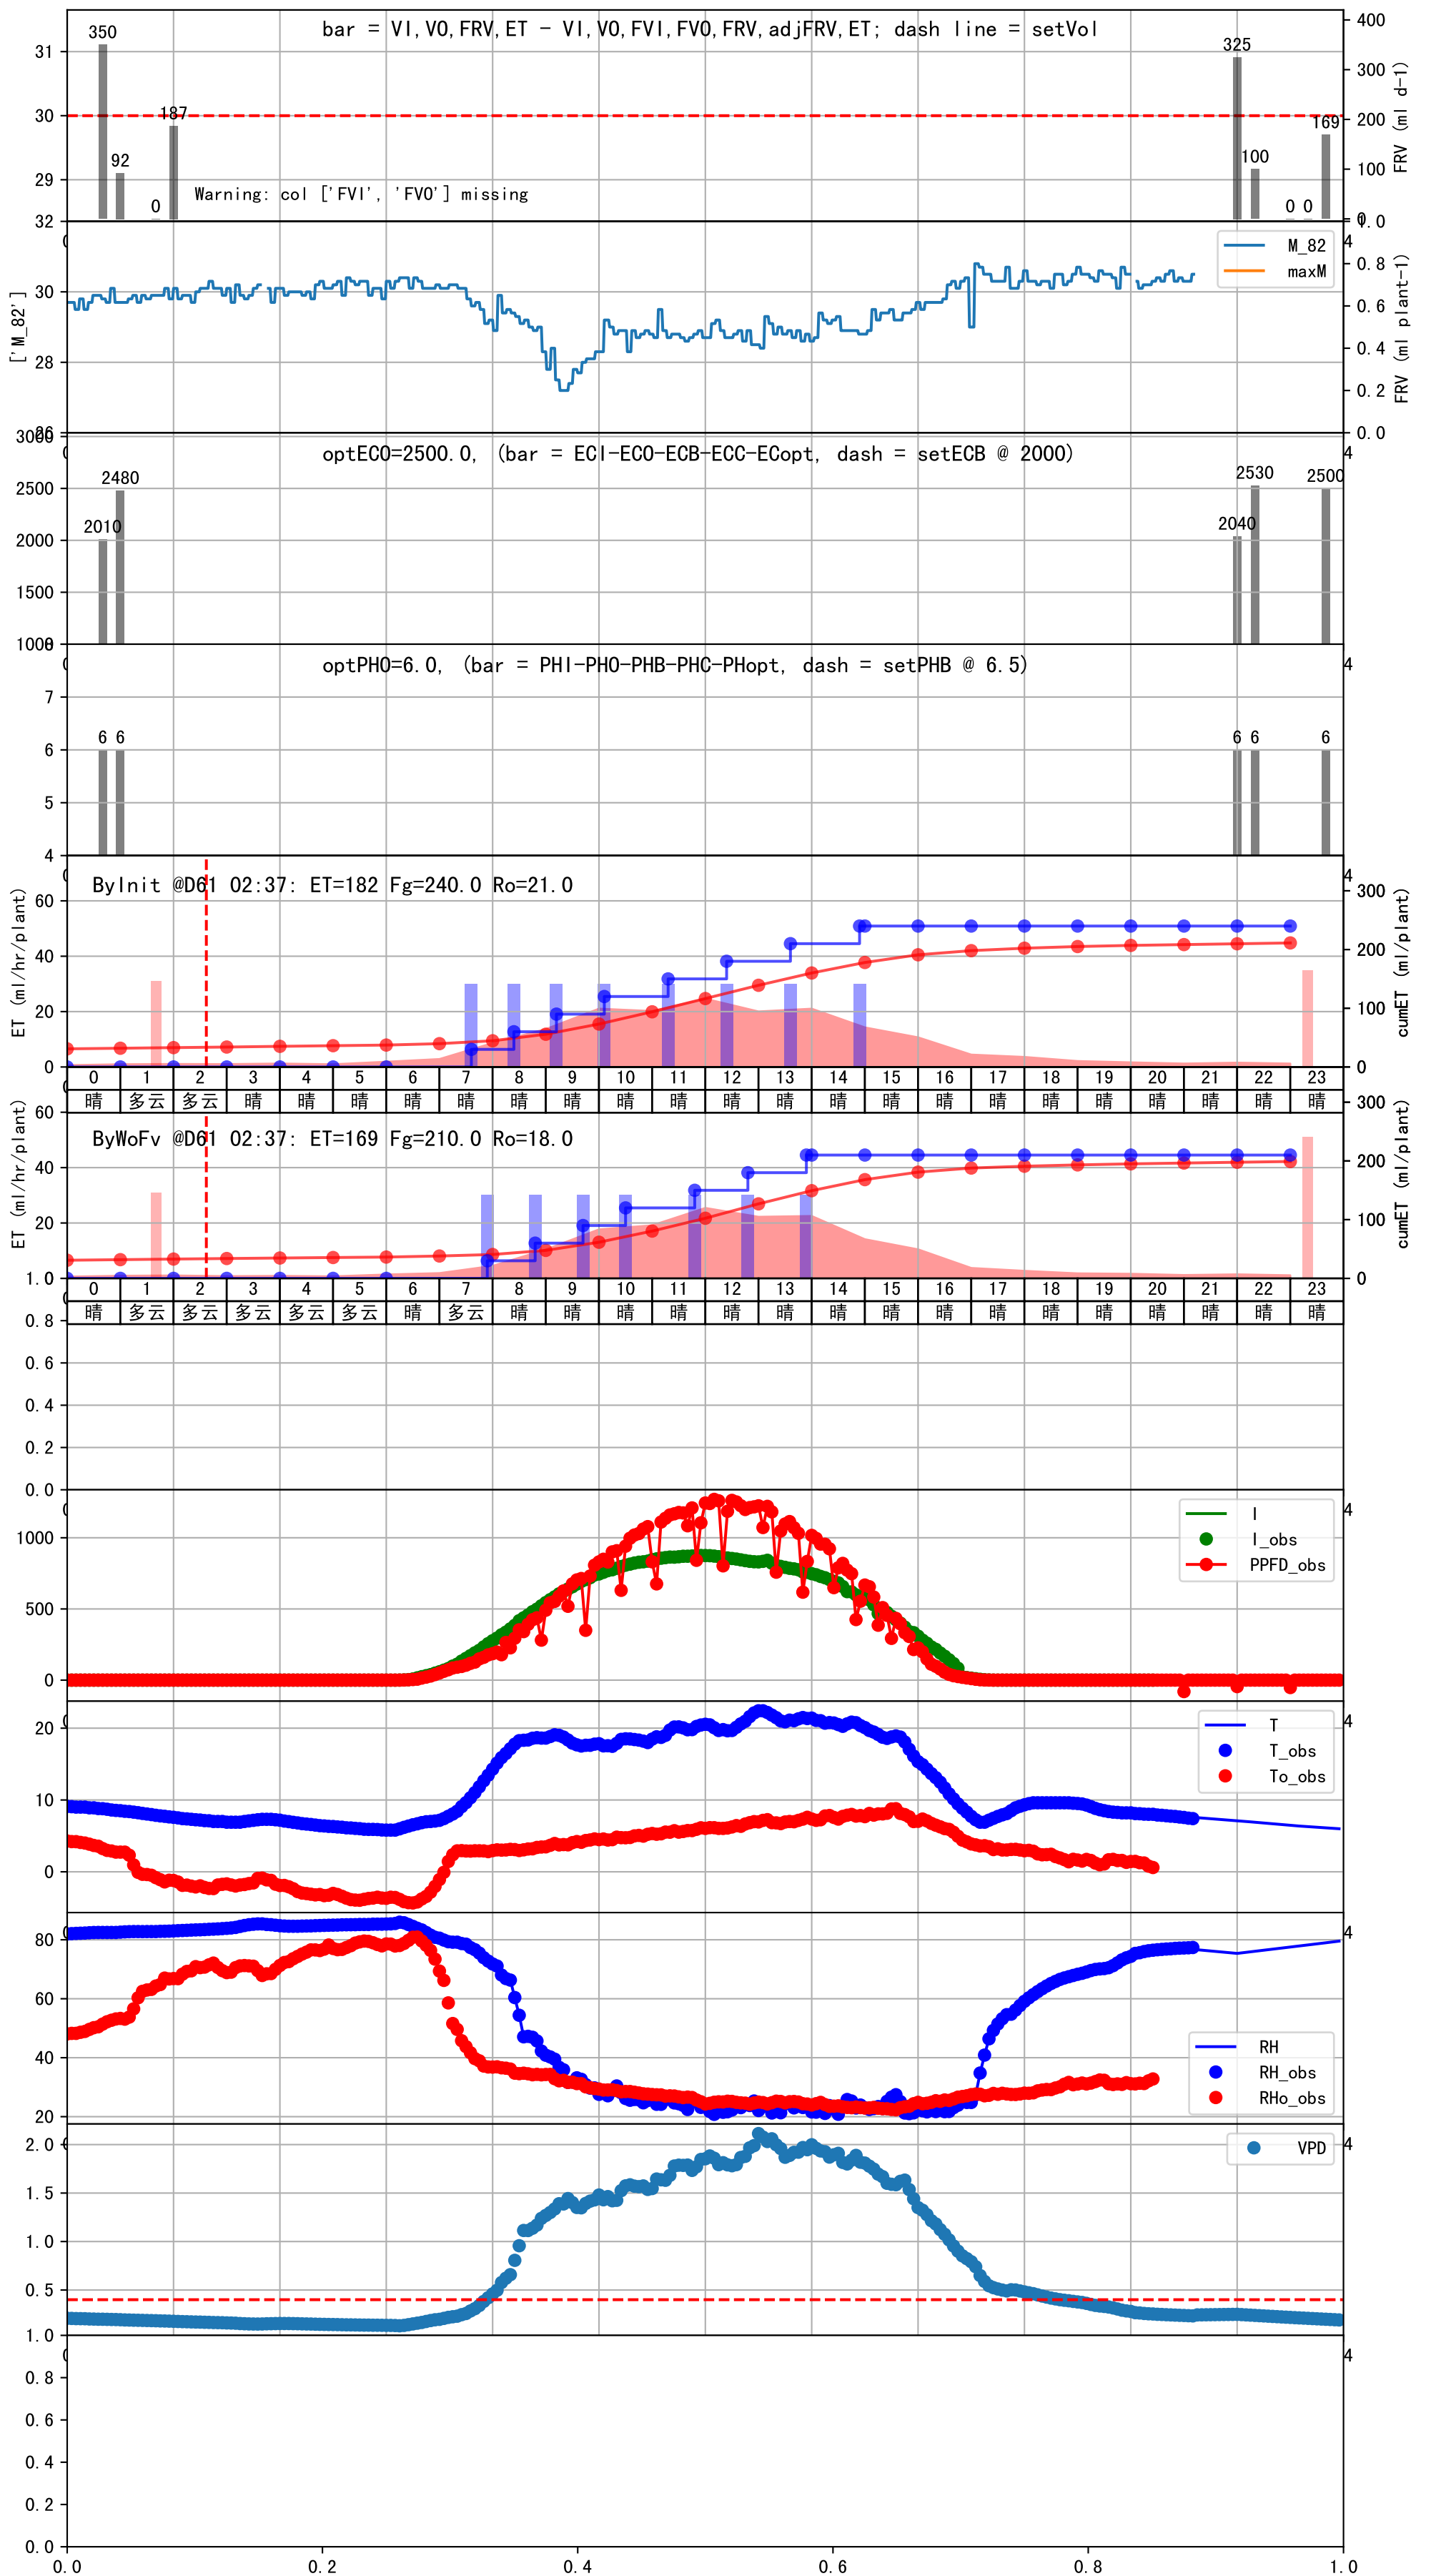 bar = VI,VO,FRV,ET - VI,VO,FVI,FVO,FRV,adjFRV,ET; dash line = setVol
350
92
0
187
325
100
0 0
169
Warning: col ['FVI', 'FVO'] missing
31
30
29
400
300
200
100
0
FRV (ml d-1)
M_82
maxM
['M_82']
32
30
28
26
1.0
0.8
0.6
0.4
0.2
0.0
FRV (ml plant-1)
optECO=2500.0, (bar = ECI-ECO-ECB-ECC-ECopt, dash = setECB @ 2000)
3000
2500
2000
1500
1000
2010
2480
2040
2530
2500
optPHO=6.0, (bar = PHI-PHO-PHB-PHC-PHopt, dash = setPHB @ 6.5)
7
6
5
4
6 6
6 6
6
ByInit @D61 02:37: ET=182 Fg=240.0 Ro=21.0
ET (ml/hr/plant)
60
40
20
0
300
200
100
0
cumET (ml/plant)
0 1 2 3 4 5 6 7 8 9 10 11 12 13 14 15 16 17 18 19 20 21 22 23
晴 多云 多云 晴 晴 晴 晴 晴 晴 晴 晴 晴 晴 晴 晴 晴 晴 晴 晴 晴 晴 晴 晴 晴
ByWoFv @D61 02:37: ET=169 Fg=210.0 Ro=18.0
ET (ml/hr/plant)
60
40
20
300
200
100
0
cumET (ml/plant)
0 1 2 3 4 5 6 7 8 9 10 11 12 13 14 15 16 17 18 19 20 21 22 23
晴 多云 多云 多云 多云 多云 晴 多云 晴 晴 晴 晴 晴 晴 晴 晴 晴 晴 晴 晴 晴 晴 晴 晴
1.0
0.8
0.6
0.4
0.2
0.0
I
I_obs
PPFD_obs
1000
500
0
T
T_obs
To_obs
20
10
0
RH
RH_obs
RHo_obs
80
60
40
20
VPD
2.0
1.5
1.0
0.5
1.0
0.8
0.6
0.4
0.2
0.0
0.0 0.2 0.4 0.6 0.8 1.0